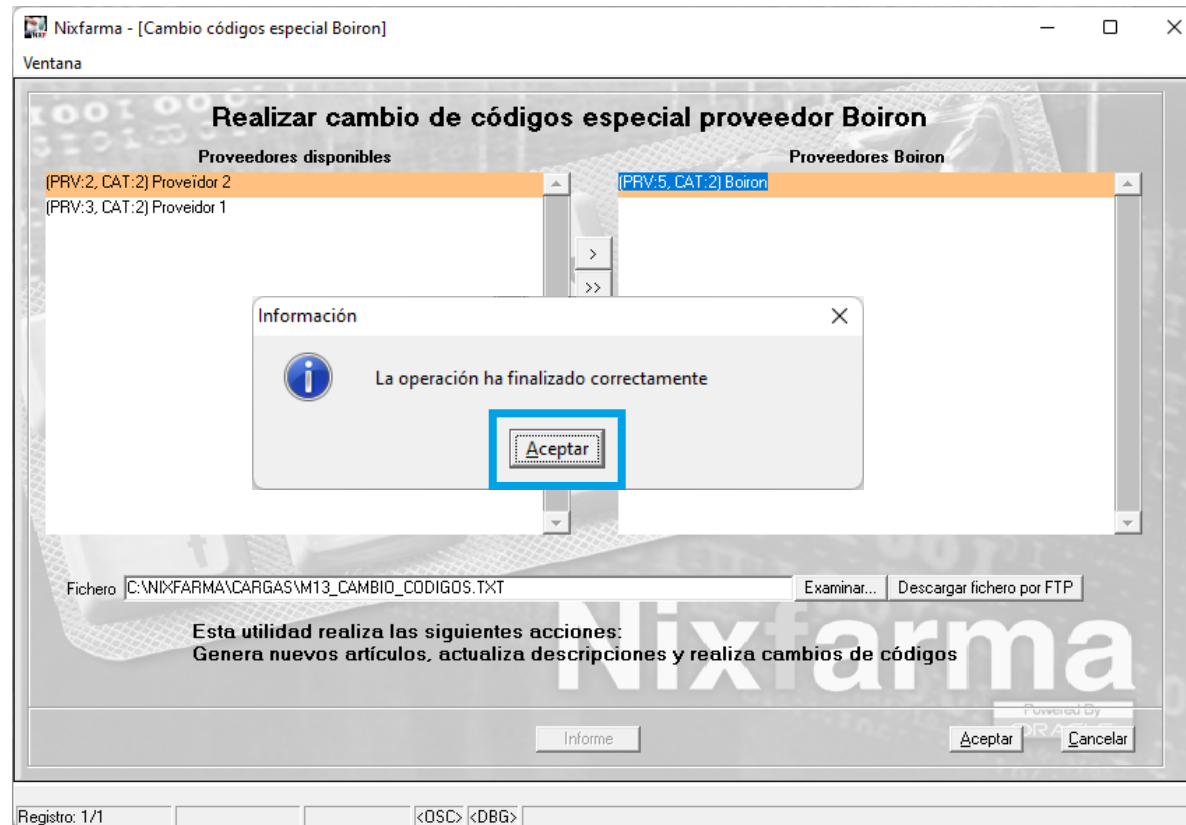 Nixfarma - [Cambio códigos especial Boiron]
Ventana
Realizar cambio de códigos especial proveedor Boiron
Proveedores disponibles
Proveedores Boiron
(PRV:2, CAT:2) Proveïdor 2
(PRV:5, CAT:2) Boiron
(PRV:3, CAT:2) Proveidor 1
>
>>
Información
La operación ha finalizado correctamente
Aceptar
Fichero C:\NIXFARMA\CARGAS\M13_CAMBIO_CODIGOS.TXT Examinar... Descargar fichero por FTP
Esta utilidad realiza las siguientes acciones:
Genera nuevos artículos, actualiza descripciones y realiza cambios de códigos
Nixfarma
Powered By
Informe Aceptar Cancelar
Registro: 1/1 <OSC> <DBG>